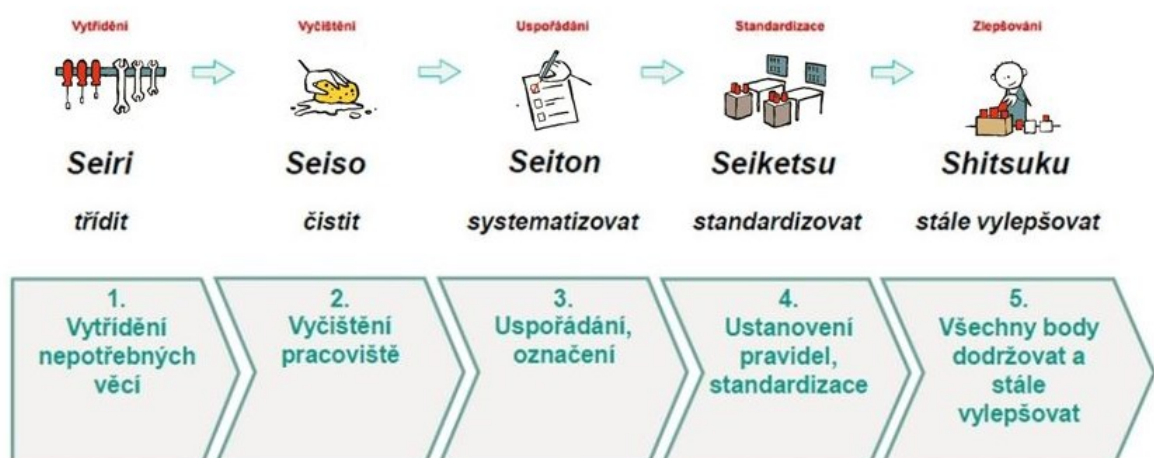 Vytřídění
Vyčištění
Uspořádání
Standardizace
Zlepšování
Seiri
Seiso
Seiton
Seiketsu
Shitsuku
třídit
čistit
systematizovat
standardizovat
stále vylepšovat
1.
Vytřídění
nepotřebných
věcí
2.
Vyčištění
pracoviště
3.
Uspořádání,
označení
4.
Ustanovení
pravidel,
standardizace
5.
Všechny body
dodržovat a
stále
vylepšovat